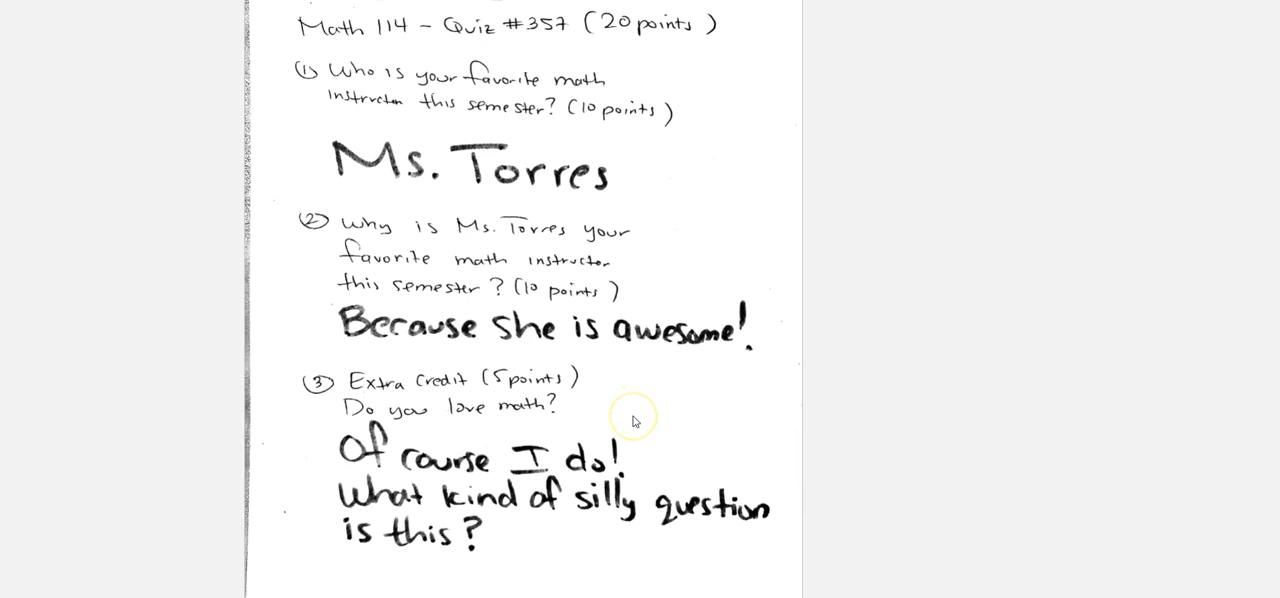 Math 114 - Quiz #357 (20 points)
(1) Who is your favorite math
instructor this semester? (10 points)
Ms. Torres
(2) Why is Ms. Torres your
favorite math instructor
this semester? (10 points)
Because she is awesome!
(3) Extra Credit (5 points)
Do you love math?
Of course I do!
What kind of silly question
is this?